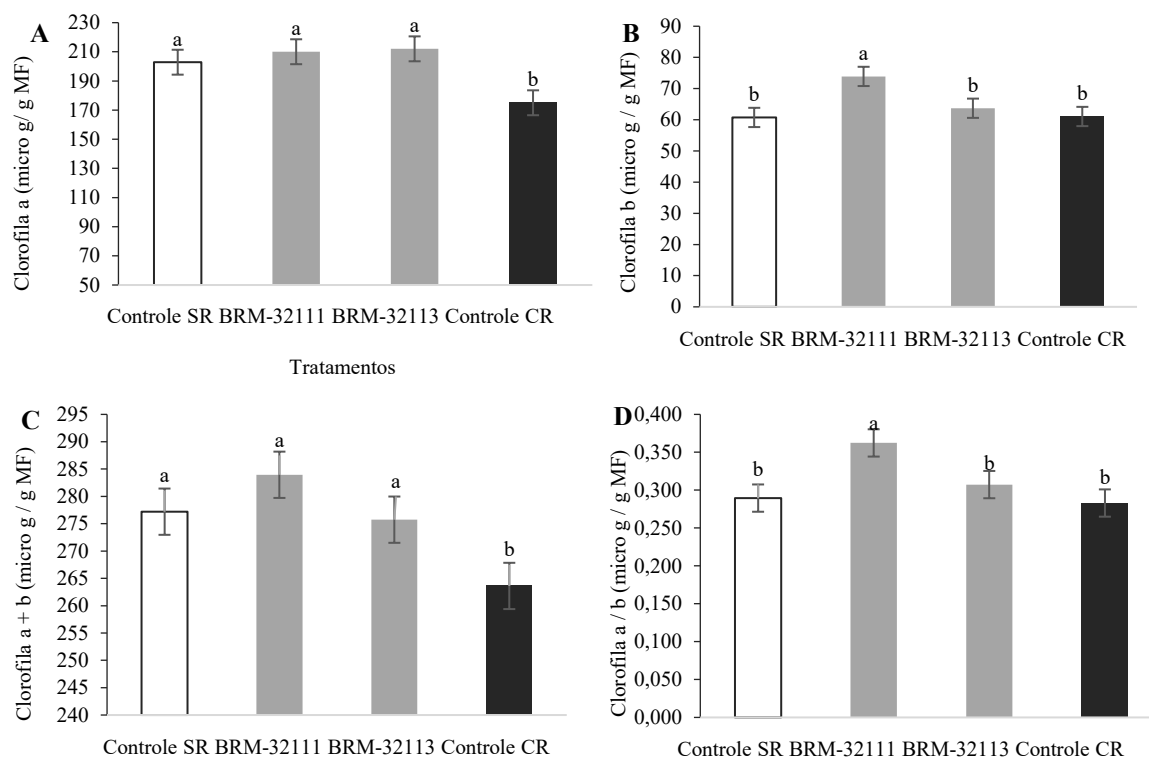 A
Clorofila a (micro g/ g MF)
230
210
190
170
150
130
110
90
70
50
a
a
a
b
Controle SR BRM-32111 BRM-32113 Controle CR
Tratamentos
B
Clorofila b (micro g / g MF)
90
80
70
60
50
40
30
20
10
0
b
a
b
b
Controle SR BRM-32111 BRM-32113 Controle CR
C
Clorofila a + b (micro g / g MF)
295
290
285
280
275
270
265
260
255
250
245
240
a
a
a
b
Controle SR BRM-32111 BRM-32113 Controle CR
D
Clorofila a / b (micro g / g MF)
0,400
0,350
0,300
0,250
0,200
0,150
0,100
0,050
0,000
b
a
b
b
Controle SR BRM-32111 BRM-32113 Controle CR